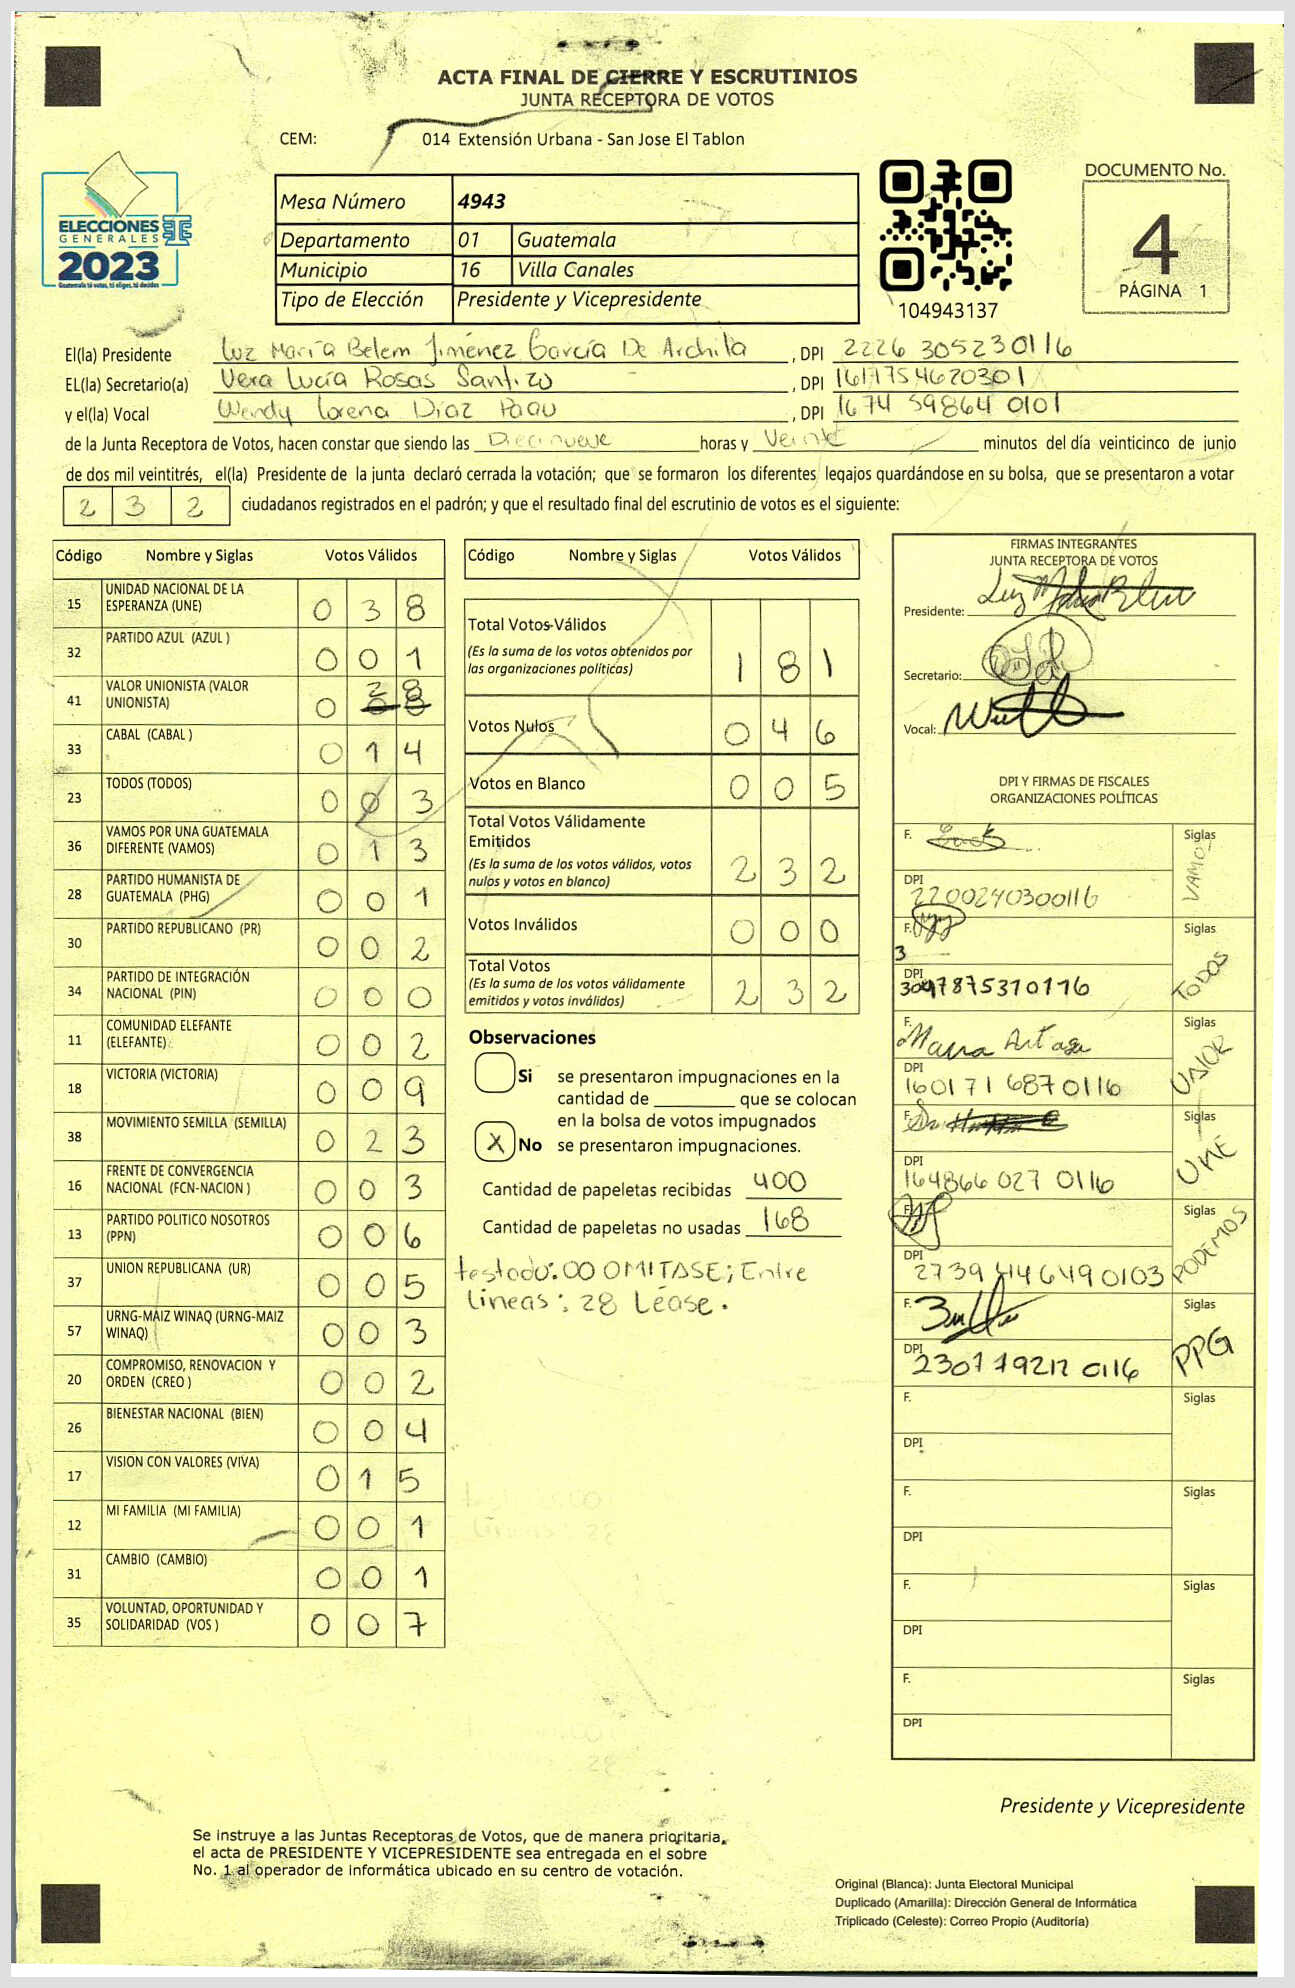 ACTA FINAL DE CIERRE Y ESCRUTINIOS
JUNTA RECEPTORA DE VOTOS
CEM: 014 Extensión Urbana - San Jose El Tablon
ELECCIONES
GENERALES
2023
Guatemala tú votas, tú eliges, tú decides
Mesa Número 4943
Departamento 01 Guatemala
Municipio 16 Villa Canales
Tipo de Elección Presidente y Vicepresidente
104943137
DOCUMENTO No.
4
PÁGINA 1
El(la) Presidente Luz María Belem Jiménez García De Archila , DPI 2226 305230116
EL(la) Secretario(a) Vera Lucía Rosas Santizo , DPI 1617754620301
y el(la) Vocal Wendy Lorena Díaz , DPI 1674 59864 0101
de la Junta Receptora de Votos, hacen constar que siendo las Diecinueve horas y Veinte minutos del día veinticinco de junio
de dos mil veintitrés, el(la) Presidente de la junta declaró cerrada la votación; que se formaron los diferentes legajos quardándose en su bolsa, que se presentaron a votar
2 3 2 ciudadanos registrados en el padrón; y que el resultado final del escrutinio de votos es el siguiente:
Código Nombre y Siglas Votos Válidos
15 UNIDAD NACIONAL DE LA ESPERANZA (UNE) 0 3 8
32 PARTIDO AZUL (AZUL ) 0 0 1
41 VALOR UNIONISTA (VALOR UNIONISTA) 0 2 8
33 CABAL (CABAL ) 0 1 4
23 TODOS (TODOS) 0 0 3
36 VAMOS POR UNA GUATEMALA DIFERENTE (VAMOS) 0 1 3
28 PARTIDO HUMANISTA DE GUATEMALA (PHG) 0 0 1
30 PARTIDO REPUBLICANO (PR) 0 0 2
34 PARTIDO DE INTEGRACIÓN NACIONAL (PIN) 0 0 0
11 COMUNIDAD ELEFANTE (ELEFANTE) 0 0 2
18 VICTORIA (VICTORIA) 0 0 9
38 MOVIMIENTO SEMILLA (SEMILLA) 0 2 3
16 FRENTE DE CONVERGENCIA NACIONAL (FCN-NACION ) 0 0 3
13 PARTIDO POLITICO NOSOTROS (PPN) 0 0 6
37 UNION REPUBLICANA (UR) 0 0 5
57 URNG-MAIZ WINAQ (URNG-MAIZ WINAQ) 0 0 3
20 COMPROMISO, RENOVACION Y ORDEN (CREO ) 0 0 2
26 BIENESTAR NACIONAL (BIEN) 0 0 4
17 VISION CON VALORES (VIVA) 0 1 5
12 MI FAMILIA (MI FAMILIA) 0 0 1
31 CAMBIO (CAMBIO) 0 0 1
35 VOLUNTAD, OPORTUNIDAD Y SOLIDARIDAD (VOS ) 0 0 7
Código Nombre y Siglas Votos Válidos
Total Votos Válidos
(Es la suma de los votos obtenidos por
las organizaciones políticas) 1 8 1
Votos Nulos 0 4 6
Votos en Blanco 0 0 5
Total Votos Válidamente
Emitidos
(Es la suma de los votos válidos, votos
nulos y votos en blanco) 2 3 2
Votos Inválidos 0 0 0
Total Votos
(Es la suma de los votos válidamente
emitidos y votos inválidos) 2 3 2
Observaciones
Si se presentaron impugnaciones en la
cantidad de ________ que se colocan
en la bolsa de votos impugnados
X No se presentaron impugnaciones.
Cantidad de papeletas recibidas 400
Cantidad de papeletas no usadas 168
testado: 00 OMITASE; Entre
lineas: 28 Léase.
FIRMAS INTEGRANTES
JUNTA RECEPTORA DE VOTOS
Presidente:
Secretario:
Vocal:
DPI Y FIRMAS DE FISCALES
ORGANIZACIONES POLÍTICAS
F. Siglas VAMOS
DPI 2200240300116
F. Siglas TODOS
DPI
F. Siglas VALOR
DPI 160171 6870116
F. Siglas UNE
DPI 164866 027 0116
F. Siglas PODEMOS
DPI 2739 4146490103
F. Siglas PPG
DPI 2301 19212 0116
F. Siglas
DPI
F. Siglas
DPI
F. Siglas
DPI
F. Siglas
DPI
Presidente y Vicepresidente
Se instruye a las Juntas Receptoras de Votos, que de manera prioritaria,
el acta de PRESIDENTE Y VICEPRESIDENTE sea entregada en el sobre
No. 1 al operador de informática ubicado en su centro de votación.
Original (Blanca): Junta Electoral Municipal
Duplicado (Amarilla): Dirección General de Informática
Triplicado (Celeste): Correo Propio (Auditoría)